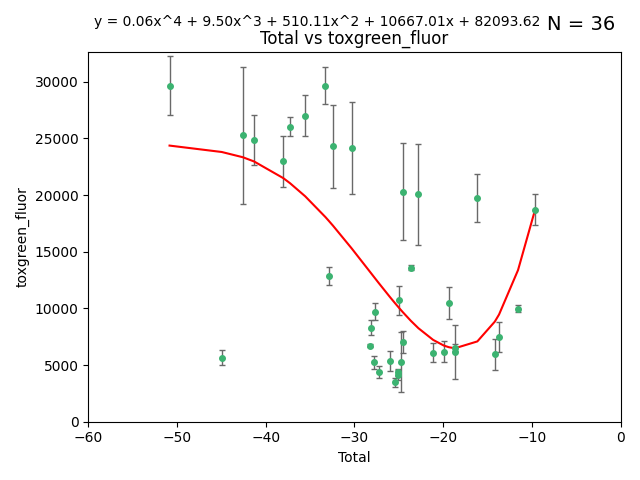 y = 0.06x^4 + 9.50x^3 + 510.11x^2 + 10667.01x + 82093.62
N = 36
Total vs toxgreen_fluor
30000
25000
20000
15000
10000
5000
0
toxgreen_fluor
−60 −50 −40 −30 −20 −10 0
Total